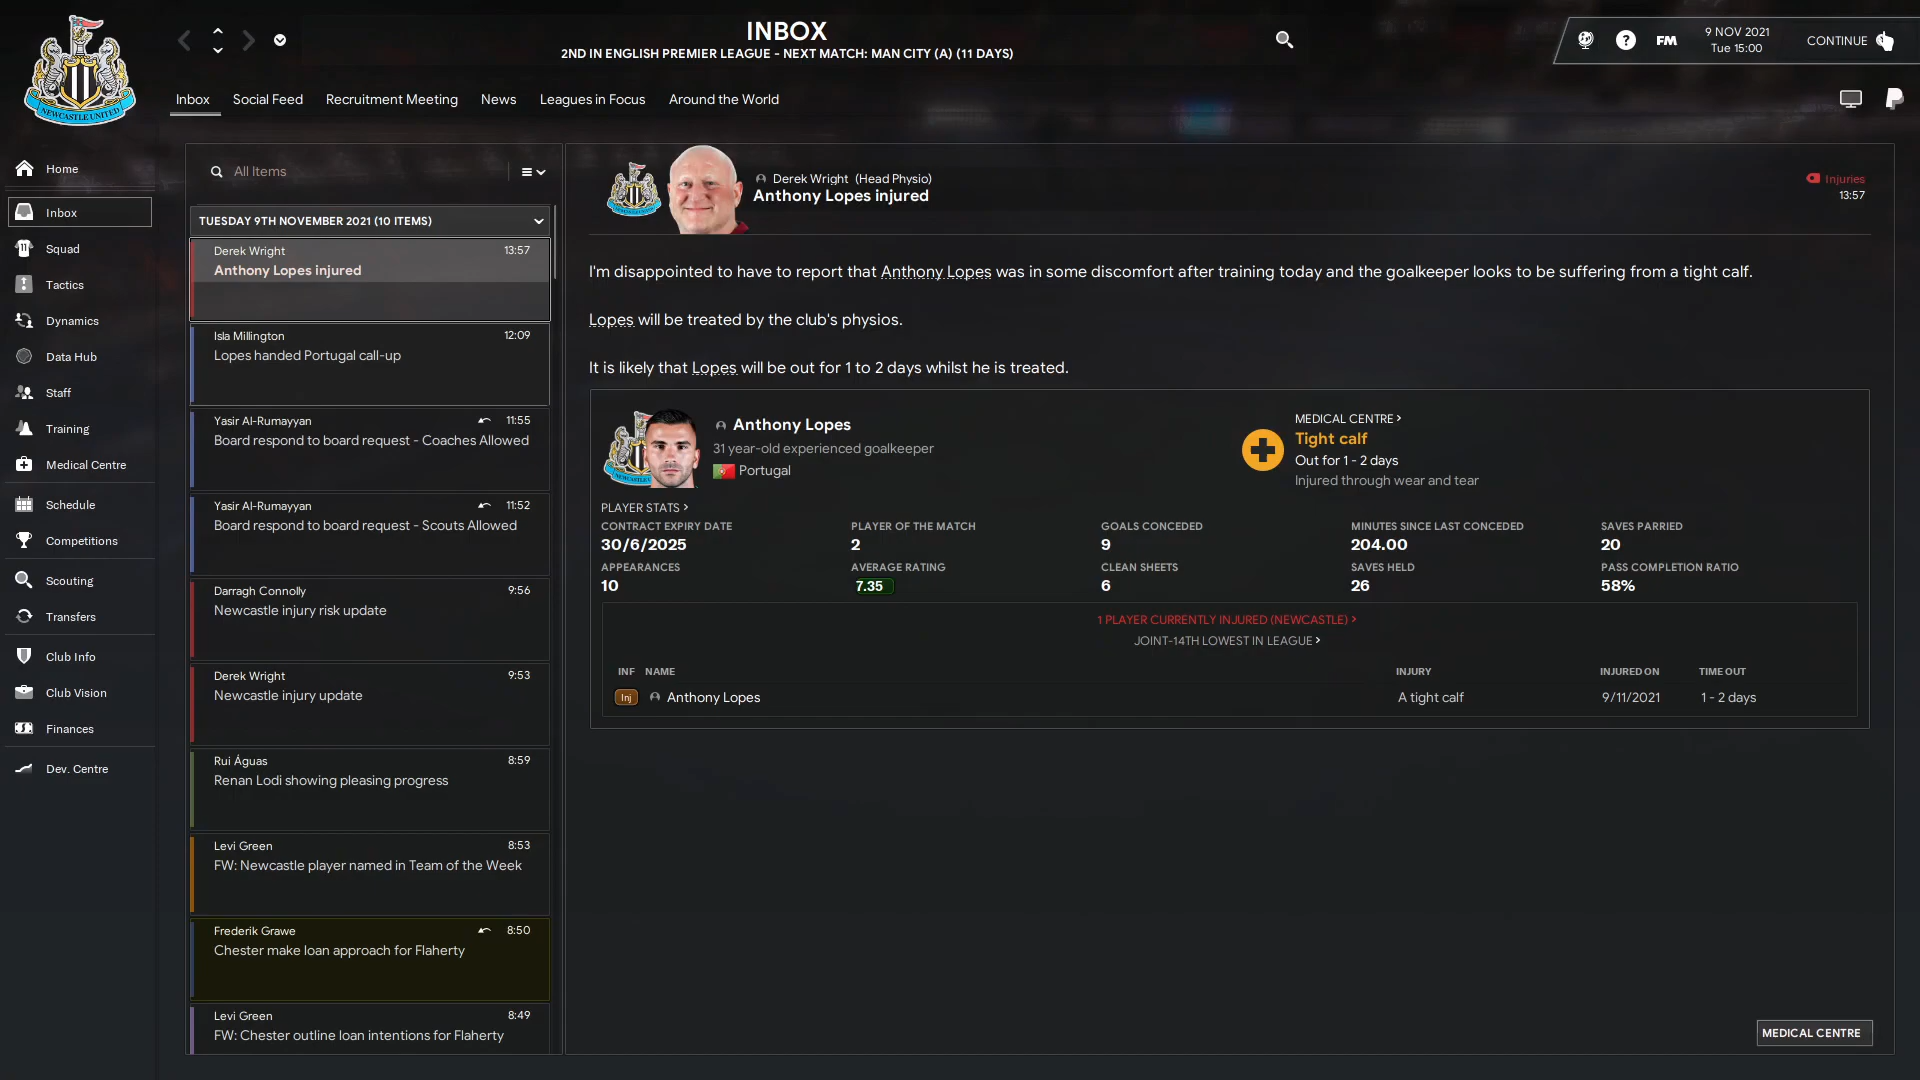 INBOX
2ND IN ENGLISH PREMIER LEAGUE - NEXT MATCH: MAN CITY (A) (11 DAYS)
FM
9 NOV 2021
Tue 15:00
CONTINUE
NEWCASTLE UNITED
Inbox Social Feed Recruitment Meeting News Leagues in Focus Around the World
Home
Inbox
Squad
Tactics
Dynamics
Data Hub
Staff
Training
Medical Centre
Schedule
Competitions
Scouting
Transfers
Club Info
Club Vision
Finances
Dev. Centre
All Items
TUESDAY 9TH NOVEMBER 2021 (10 ITEMS)
Derek Wright 13:57
Anthony Lopes injured
Isla Millington 12:09
Lopes handed Portugal call-up
Yasir Al-Rumayyan 11:55
Board respond to board request - Coaches Allowed
Yasir Al-Rumayyan 11:52
Board respond to board request - Scouts Allowed
Darragh Connolly 9:56
Newcastle injury risk update
Derek Wright 9:53
Newcastle injury update
Rui Águas 8:59
Renan Lodi showing pleasing progress
Levi Green 8:53
FW: Newcastle player named in Team of the Week
Frederik Grawe 8:50
Chester make loan approach for Flaherty
Levi Green 8:49
FW: Chester outline loan intentions for Flaherty
Derek Wright (Head Physio)
Anthony Lopes injured
Injuries
13:57
I'm disappointed to have to report that Anthony Lopes was in some discomfort after training today and the goalkeeper looks to be suffering from a tight calf.
Lopes will be treated by the club's physios.
It is likely that Lopes will be out for 1 to 2 days whilst he is treated.
Anthony Lopes
31 year-old experienced goalkeeper
Portugal
MEDICAL CENTRE >
Tight calf
Out for 1 - 2 days
Injured through wear and tear
PLAYER STATS >
CONTRACT EXPIRY DATE PLAYER OF THE MATCH GOALS CONCEDED MINUTES SINCE LAST CONCEDED SAVES PARRIED
30/6/2025 2 9 204.00 20
APPEARANCES AVERAGE RATING CLEAN SHEETS SAVES HELD PASS COMPLETION RATIO
10 7.35 6 26 58%
1 PLAYER CURRENTLY INJURED (NEWCASTLE) >
JOINT-14TH LOWEST IN LEAGUE >
INF NAME INJURY INJURED ON TIME OUT
Inj Anthony Lopes A tight calf 9/11/2021 1 - 2 days
MEDICAL CENTRE